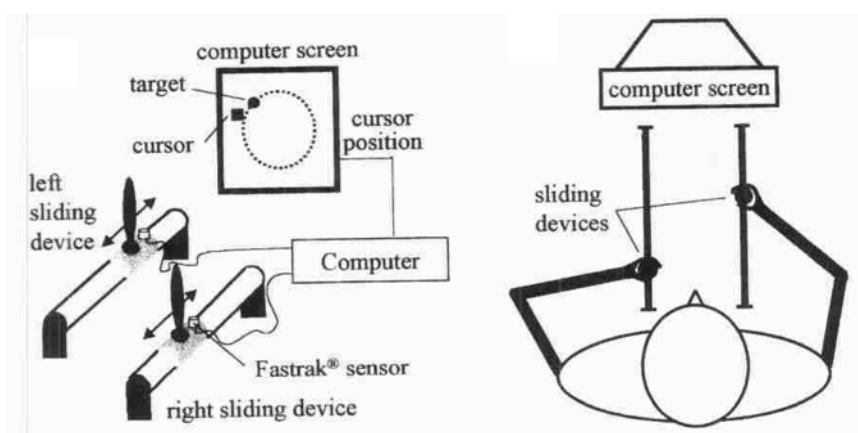 computer screen
target
cursor
cursor
position
left
sliding
device
Computer
Fastrak® sensor
right sliding device
computer screen
sliding
devices